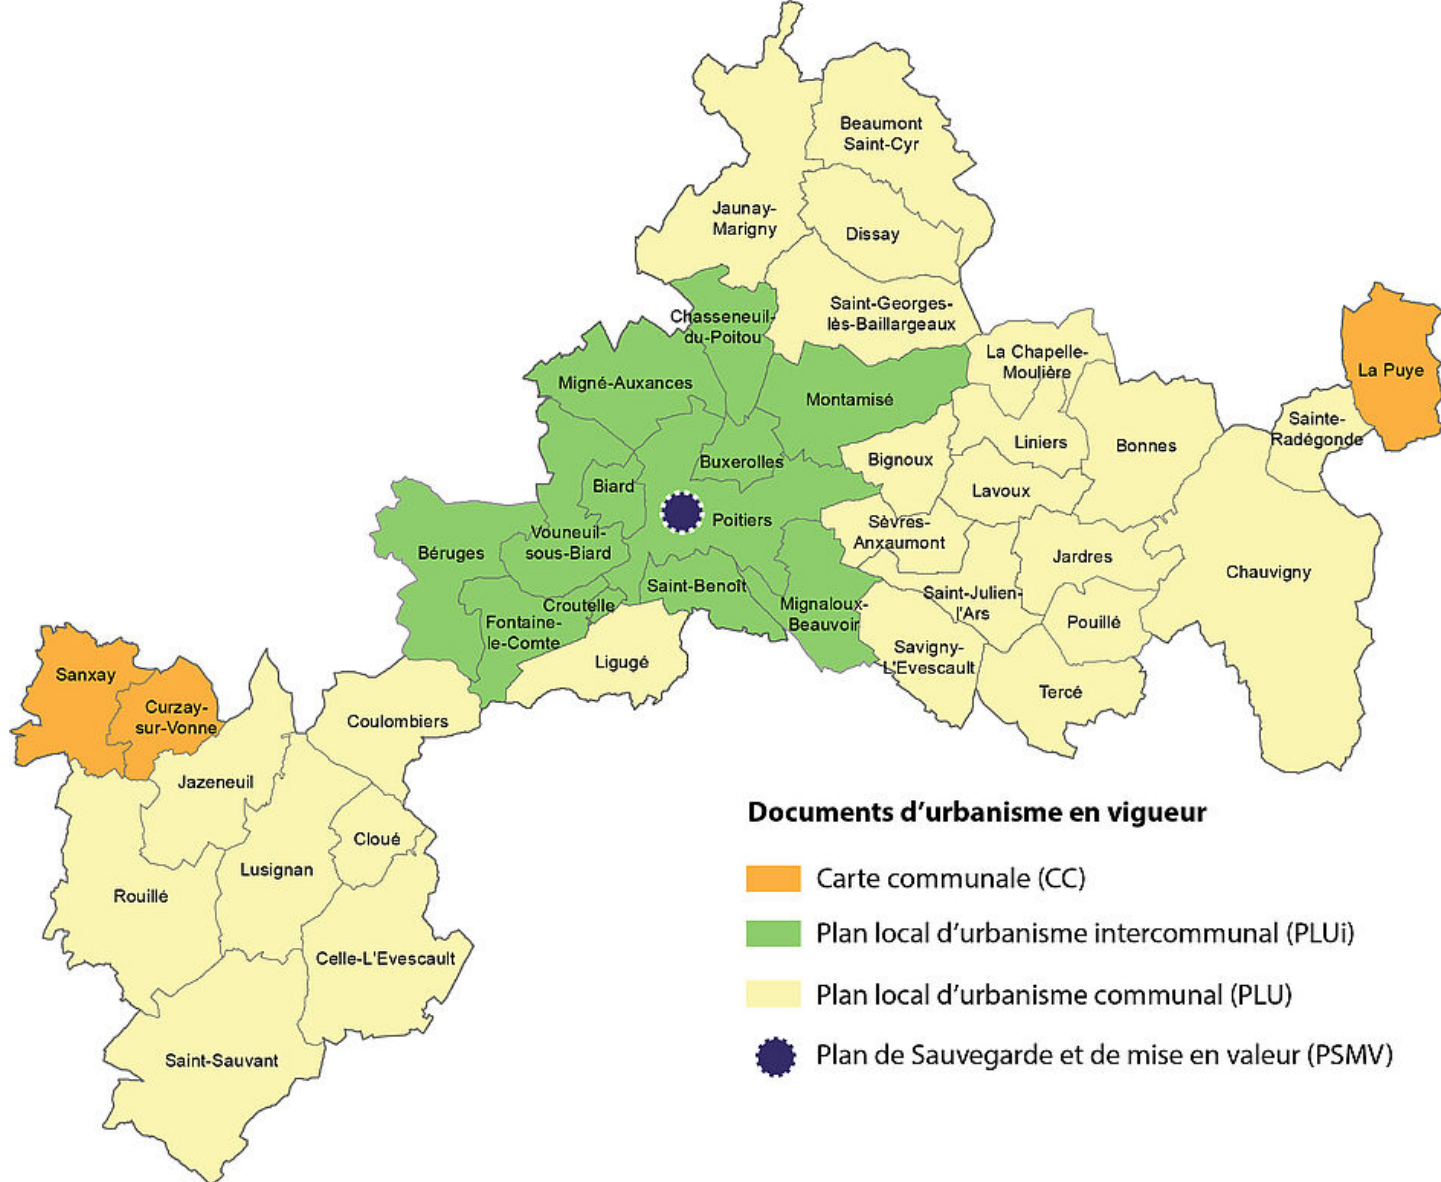 Beaumont
Saint-Cyr
Jaunay-
Marigny
Dissay
Saint-Georges-
lès-Baillargeaux
Chasseneuil-
du-Poitou
La Chapelle-
Moulière
La Puye
Migné-Auxances
Montamisé
Sainte-
Radégonde
Liniers
Bonnes
Buxerolles
Bignoux
Biard
Lavoux
Poitiers
Sèvres-
Anxaumont
Vouneuil-
sous-Biard
Béruges
Jardres
Chauvigny
Saint-Benoît
Saint-Julien-
l'Ars
Croutelle
Mignaloux-
Beauvoir
Fontaine-
le-Comte
Pouillé
Ligugé
Savigny-
L'Evescault
Tercé
Sanxay
Curzay-
sur-Vonne
Coulombiers
Jazeneuil
Cloué
Lusignan
Rouillé
Celle-L'Evescault
Saint-Sauvant
Documents d'urbanisme en vigueur
Carte communale (CC)
Plan local d'urbanisme intercommunal (PLUi)
Plan local d'urbanisme communal (PLU)
Plan de Sauvegarde et de mise en valeur (PSMV)